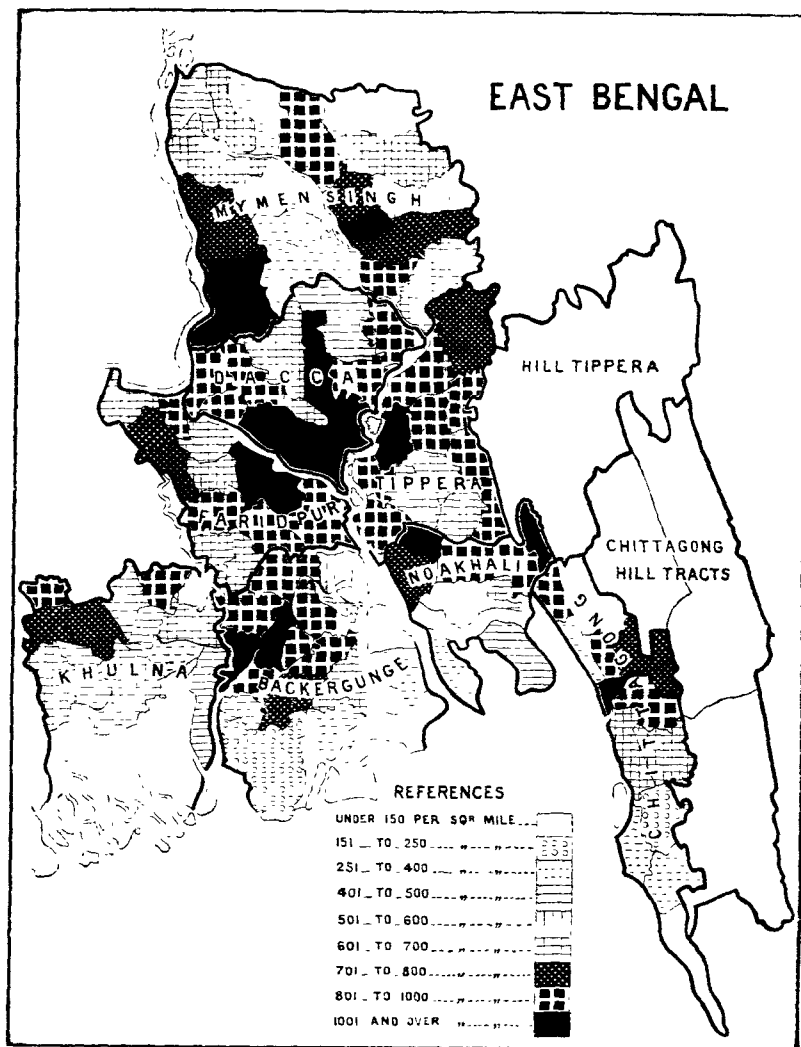 EAST BENGAL
MYMENSINGH
HILL TIPPERA
DACCA
TIPPERA
FARIDPUR
CHITTAGONG
HILL TRACTS
NOAKHALI
CHITTAGONG
KHULNA
BACKERGUNGE
REFERENCES
UNDER 150 PER SQR MILE
151 TO 250 " "
251 TO 400 " "
401 TO 500 " "
501 TO 600 " "
601 TO 700 " "
701 TO 800 " "
801 TO 1000 " "
1001 AND OVER " "